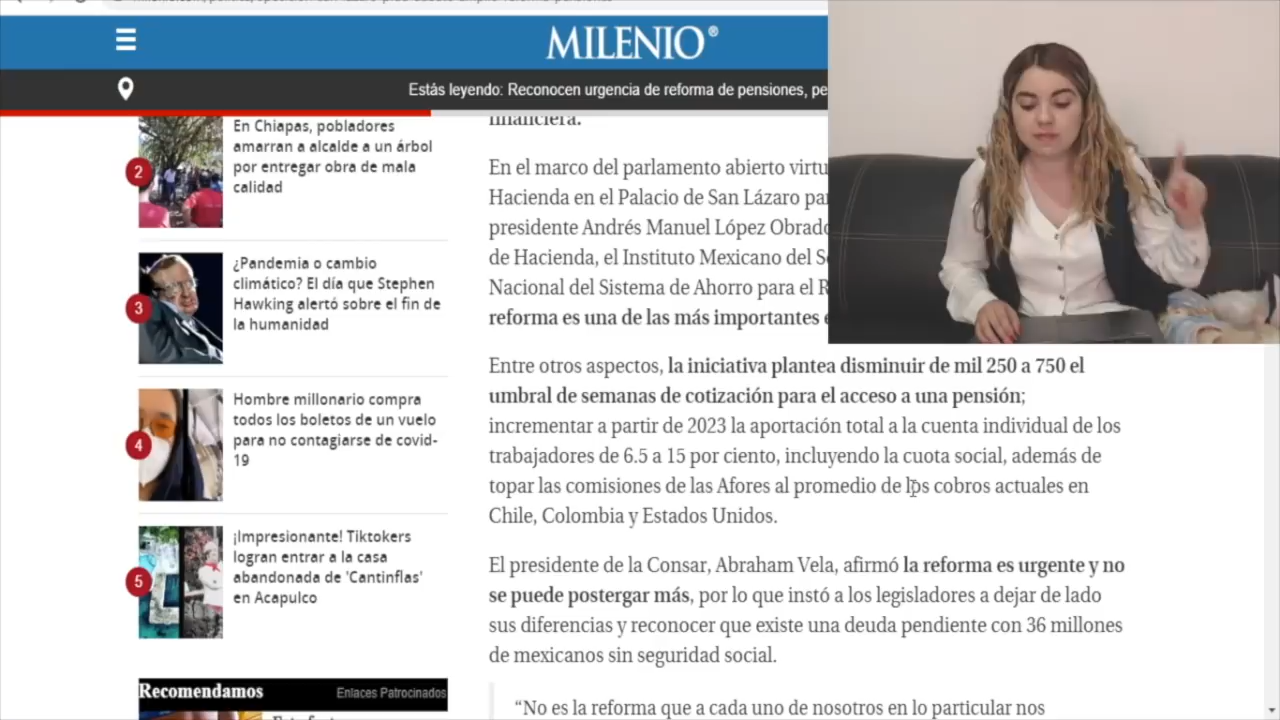 MILENIO®
Estás leyendo: Reconocen urgencia de reforma de pensiones, pe
2
En Chiapas, pobladores
amarran a alcalde a un árbol
por entregar obra de mala
calidad
3
¿Pandemia o cambio
climático? El día que Stephen
Hawking alertó sobre el fin de
la humanidad
4
Hombre millonario compra
todos los boletos de un vuelo
para no contagiarse de covid-
19
5
¡Impresionante! Tiktokers
logran entrar a la casa
abandonada de 'Cantinflas'
en Acapulco
Recomendamos
Enlaces Patrocinados
financiera.
En el marco del parlamento abierto virtu
Hacienda en el Palacio de San Lázaro par
presidente Andrés Manuel López Obrado
de Hacienda, el Instituto Mexicano del S
Nacional del Sistema de Ahorro para el R
reforma es una de las más importantes e
Entre otros aspectos, la iniciativa plantea disminuir de mil 250 a 750 el
umbral de semanas de cotización para el acceso a una pensión;
incrementar a partir de 2023 la aportación total a la cuenta individual de los
trabajadores de 6.5 a 15 por ciento, incluyendo la cuota social, además de
topar las comisiones de las Afores al promedio de los cobros actuales en
Chile, Colombia y Estados Unidos.
El presidente de la Consar, Abraham Vela, afirmó la reforma es urgente y no
se puede postergar más, por lo que instó a los legisladores a dejar de lado
sus diferencias y reconocer que existe una deuda pendiente con 36 millones
de mexicanos sin seguridad social.
“No es la reforma que a cada uno de nosotros en lo particular nos